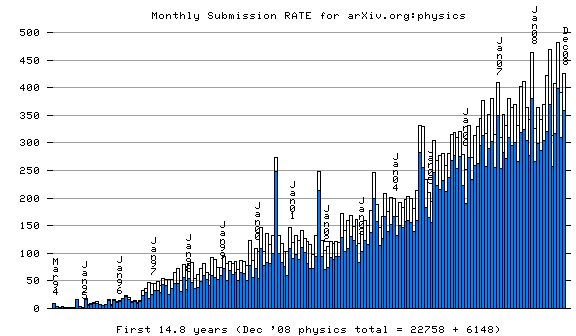 Monthly Submission RATE for arXiv.org:physics
500
450
400
350
300
250
200
150
100
50
0
Mar94
Jan95
Jan96
Jan97
Jan98
Jan99
Jan00
Jan01
Jan02
Jan03
Jan04
Jan05
Jan06
Jan07
Jan08
Dec08
First 14.8 years (Dec '08 physics total = 22758 + 6148)